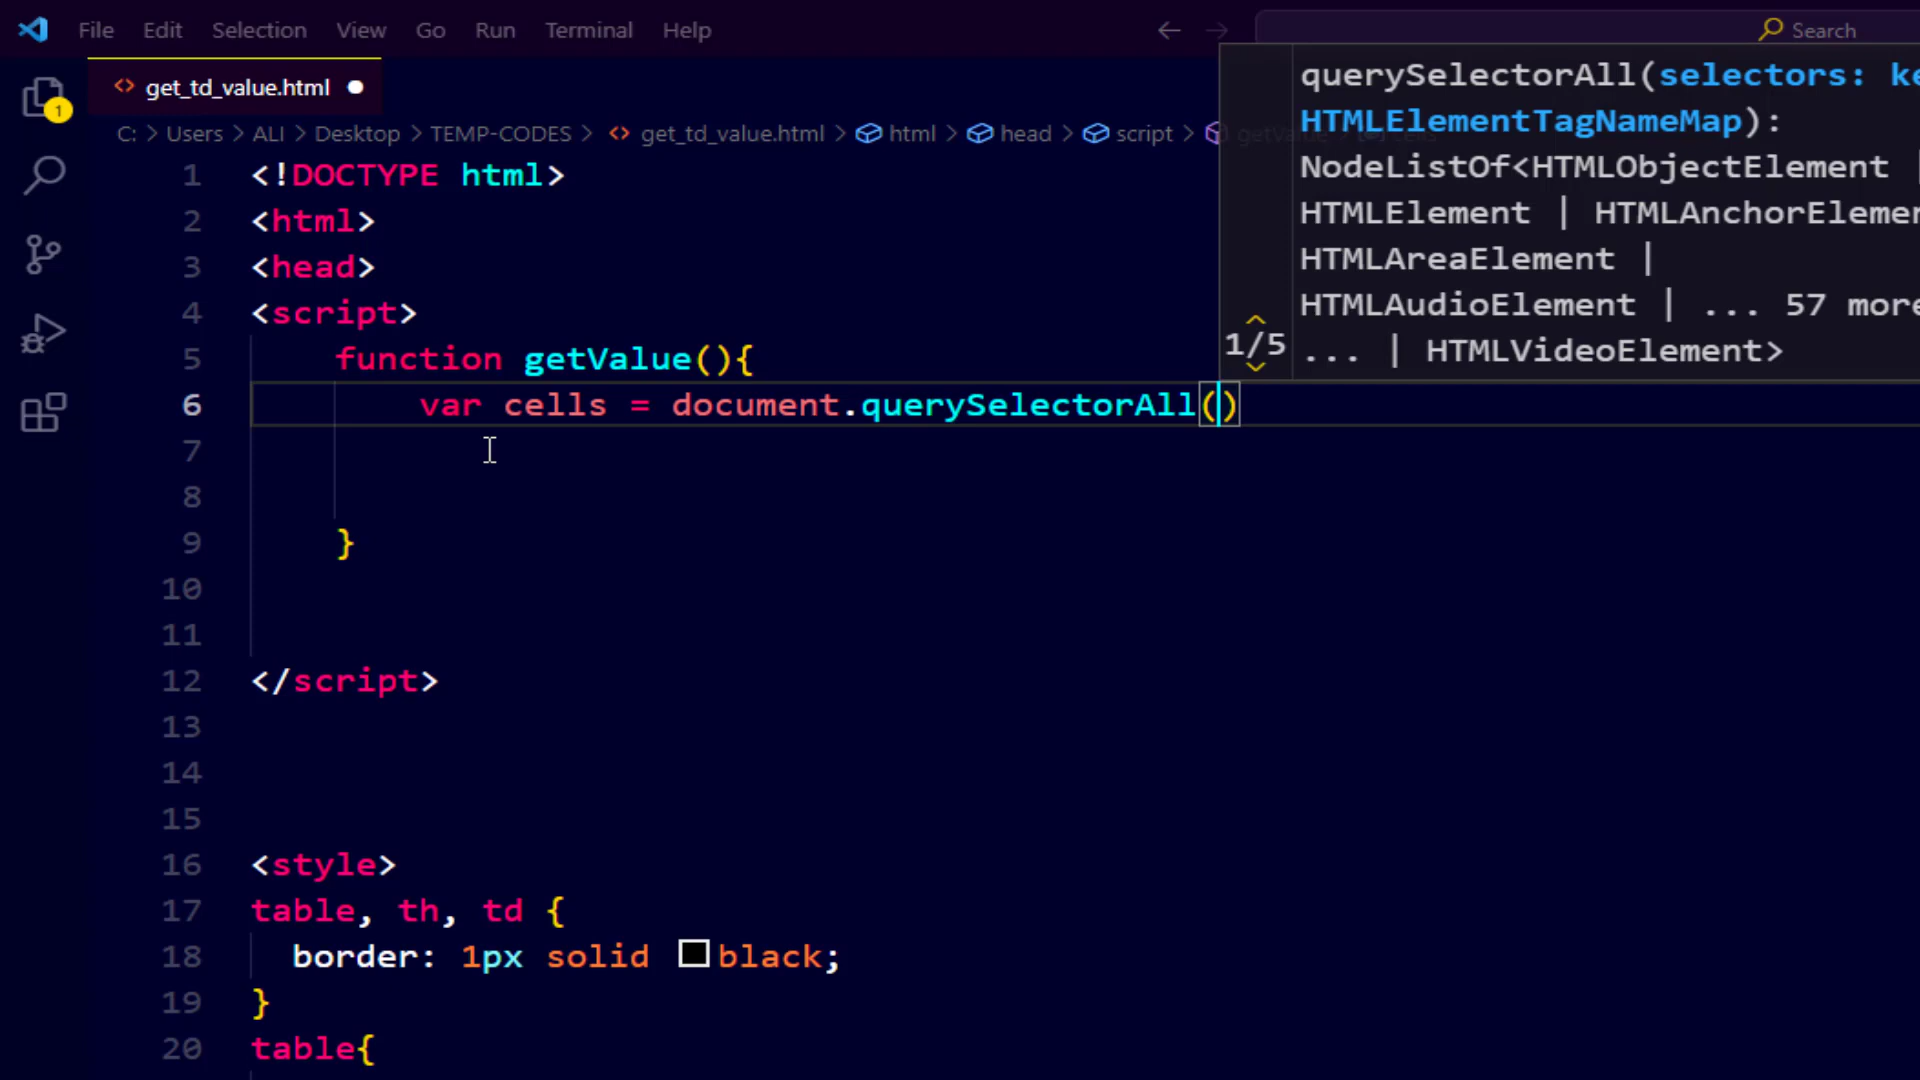 File Edit Selection View Go Run Terminal Help Search
get_td_value.html
1
C: > Users > ALI > Desktop > TEMP-CODES > get_td_value.html > html > head > script >
querySelectorAll(selectors:
HTMLElementTagNameMap):
NodeListOf<HTMLObjectElement |
HTMLElement |
HTMLAreaElement |
HTMLAudioElement | ... 57 more
1/5 ... | HTMLVideoElement>
1 <!DOCTYPE html>
2 <html>
3 <head>
4 <script>
5 function getValue(){
6 var cells = document.querySelectorAll()
7
8
9 }
10
11
12 </script>
13
14
15
16 <style>
17 table, th, td {
18 border: 1px solid black;
19 }
20 table{